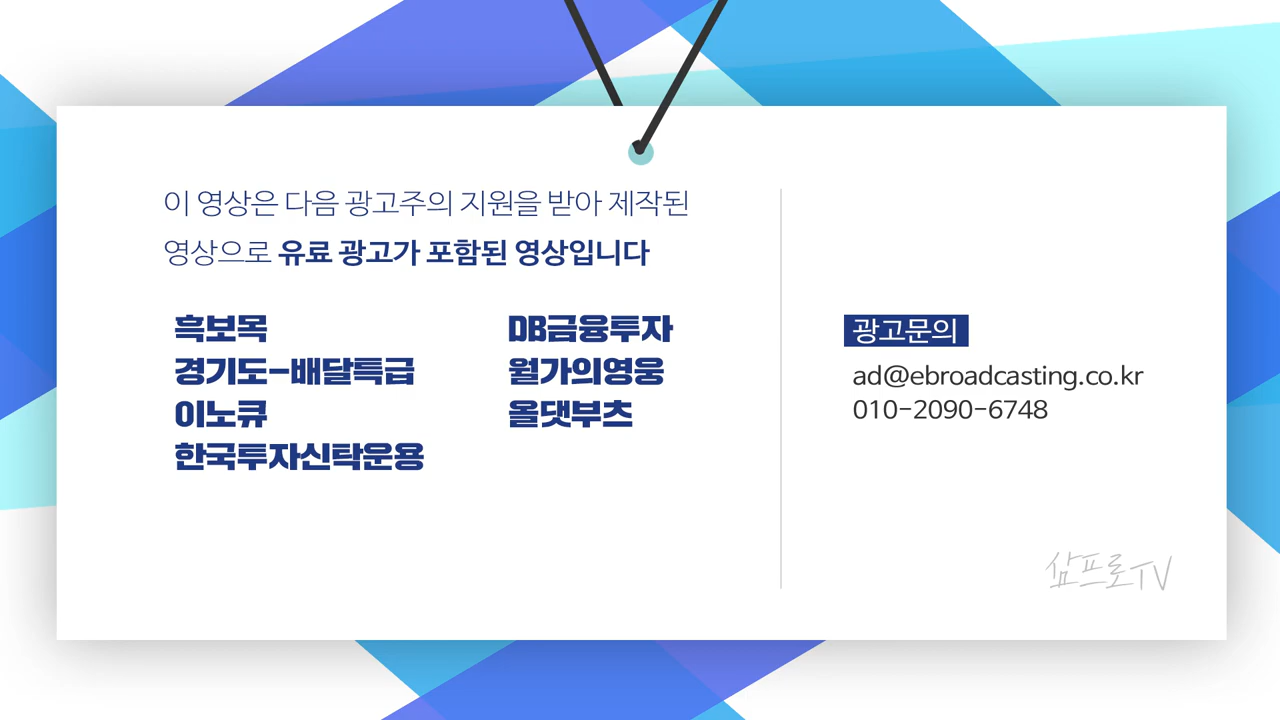 이 영상은 다음 광고주의 지원을 받아 제작된
영상으로 유료 광고가 포함된 영상입니다
흑보목
경기도-배달특급
이노큐
한국투자신탁운용
DB금융투자
월가의영웅
올댓부츠
광고문의
ad@ebroadcasting.co.kr
010-2090-6748
삼프로TV